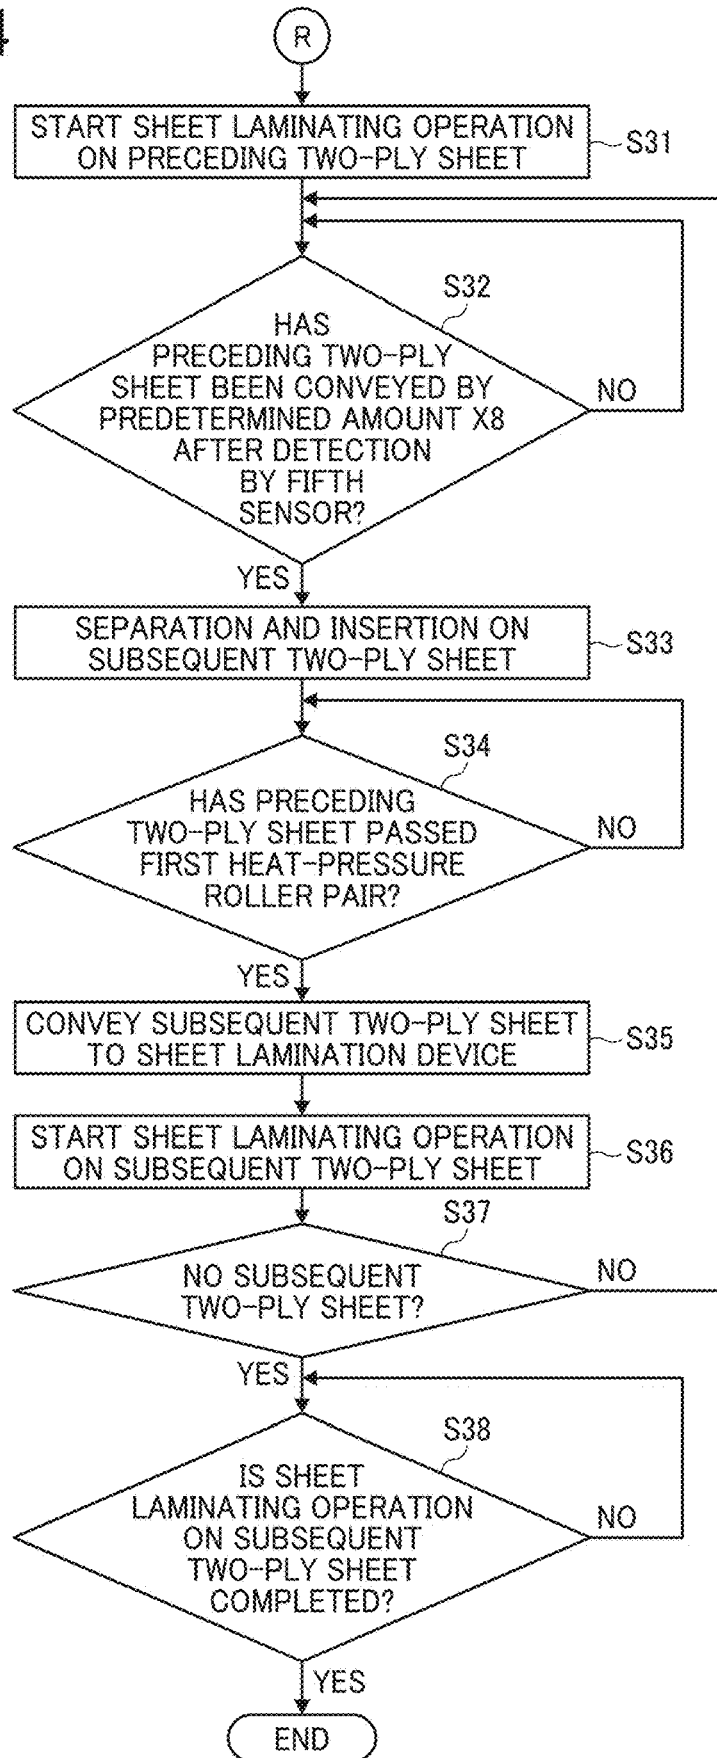 4
R
START SHEET LAMINATING OPERATION
ON PRECEDING TWO-PLY SHEET
S31
S32
HAS
PRECEDING TWO-PLY
SHEET BEEN CONVEYED BY
PREDETERMINED AMOUNT X8
AFTER DETECTION
BY FIFTH
SENSOR?
NO
YES
SEPARATION AND INSERTION ON
SUBSEQUENT TWO-PLY SHEET
S33
S34
HAS PRECEDING
TWO-PLY SHEET PASSED
FIRST HEAT-PRESSURE
ROLLER PAIR?
NO
YES
CONVEY SUBSEQUENT TWO-PLY SHEET
TO SHEET LAMINATION DEVICE
S35
START SHEET LAMINATING OPERATION
ON SUBSEQUENT TWO-PLY SHEET
S36
S37
NO SUBSEQUENT
TWO-PLY SHEET?
NO
YES
S38
IS SHEET
LAMINATING OPERATION
ON SUBSEQUENT
TWO-PLY SHEET
COMPLETED?
NO
YES
END